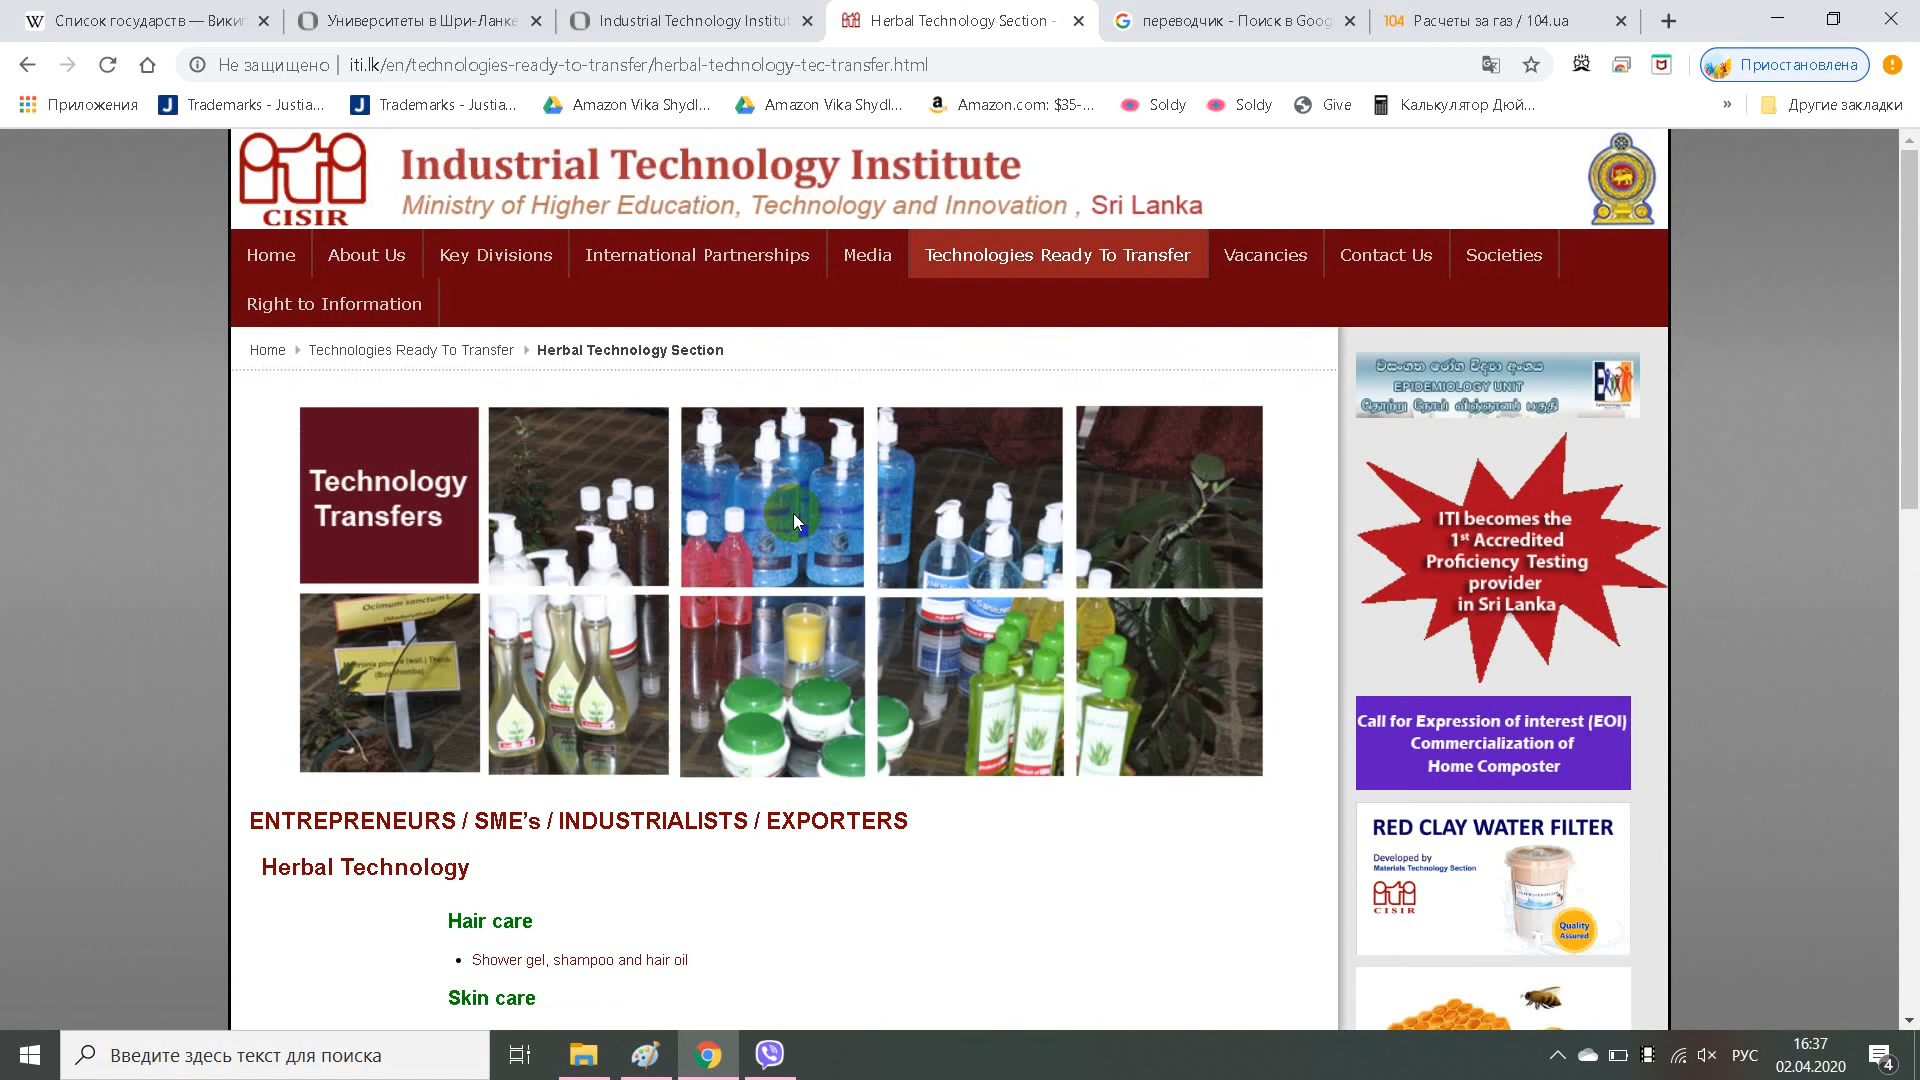 Список государств — Викип
Университеты в Шри-Ланке
Industrial Technology Institut
Herbal Technology Section -
переводчик - Поиск в Goog
104 Расчеты за газ / 104.ua
Не защищено | iti.lk/en/technologies-ready-to-transfer/herbal-technology-tec-transfer.html
Приостановлена
Приложения
Trademarks - Justia...
Trademarks - Justia...
Amazon Vika Shydl...
Amazon Vika Shydl...
Amazon.com: $35-...
Soldy
Soldy
Give
Калькулятор Дюй...
»
Другие закладки
CISIR
Industrial Technology Institute
Ministry of Higher Education, Technology and Innovation , Sri Lanka
Home
About Us
Key Divisions
International Partnerships
Media
Technologies Ready To Transfer
Vacancies
Contact Us
Societies
Right to Information
Home
Technologies Ready To Transfer
Herbal Technology Section
EPIDEMIOLOGY UNIT
Technology
Transfers
ITI becomes the
1st Accredited
Proficiency Testing
provider
in Sri Lanka
Ocimum sanctum L
Call for Expression of interest (EOI)
Commercialization of
Home Composter
ENTREPRENEURS / SME's / INDUSTRIALISTS / EXPORTERS
Herbal Technology
Hair care
• Shower gel, shampoo and hair oil
Skin care
RED CLAY WATER FILTER
Developed by
Materials Technology Section
CISIR
Quality
Assured
Введите здесь текст для поиска
РУС
16:37
02.04.2020
4